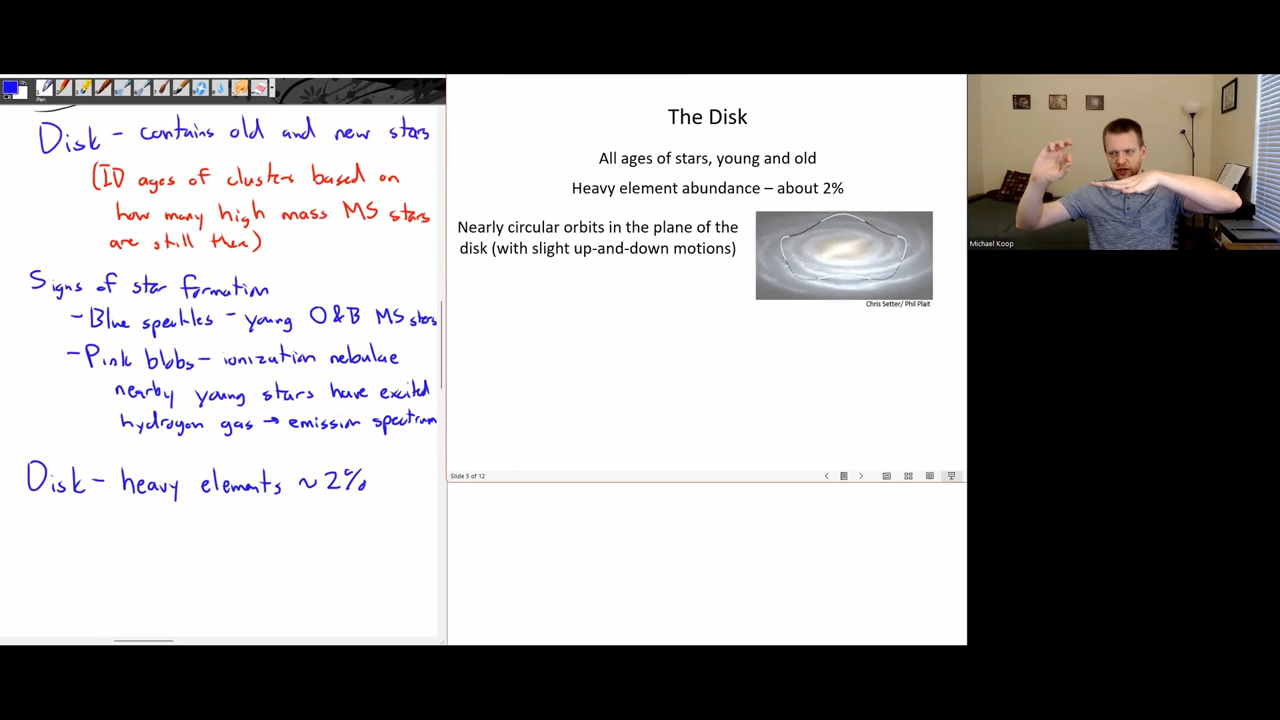 Disk - contains old and new stars
(ID ages of clusters based on
how many high mass MS stars
are still there)
Signs of star formation
- Blue speckles - young O&B MS stars
- Pink blobs - ionization nebulae
nearby young stars have excited
hydrogen gas → emission spectrum
Disk - heavy elements ~ 2%
The Disk
All ages of stars, young and old
Heavy element abundance – about 2%
Nearly circular orbits in the plane of the
disk (with slight up-and-down motions)
Chris Setter/ Phil Plait
Slide 5 of 12
Michael Koop
Pen